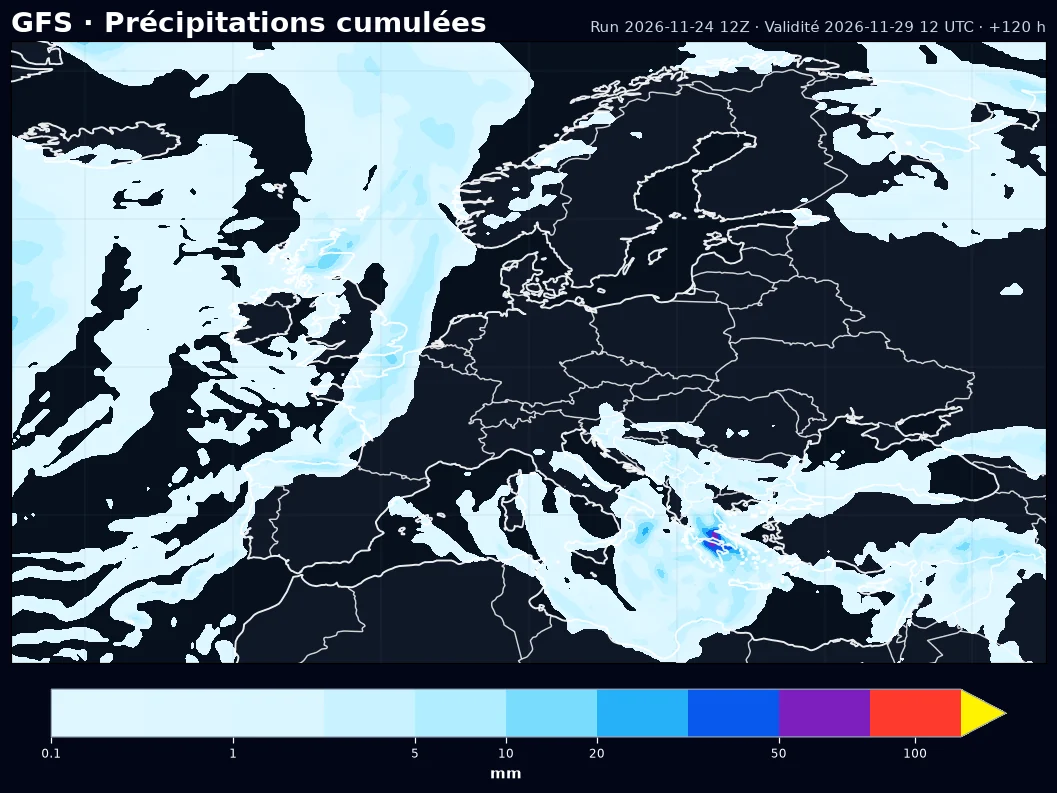 GFS · Précipitations cumulées
Run 2026-11-24 12Z · Validité 2026-11-29 12 UTC · +120 h
0.1 1 5 10 20 50 100
mm